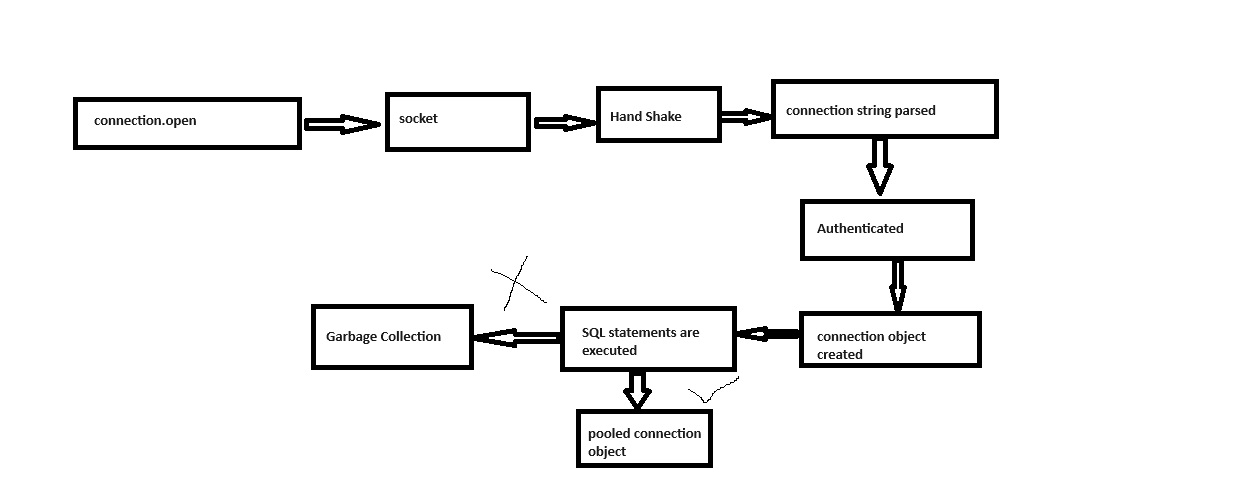 connection.open
socket
Hand Shake
connection string parsed
Authenticated
connection object
created
SQL statements are
executed
Garbage Collection
pooled connection
object